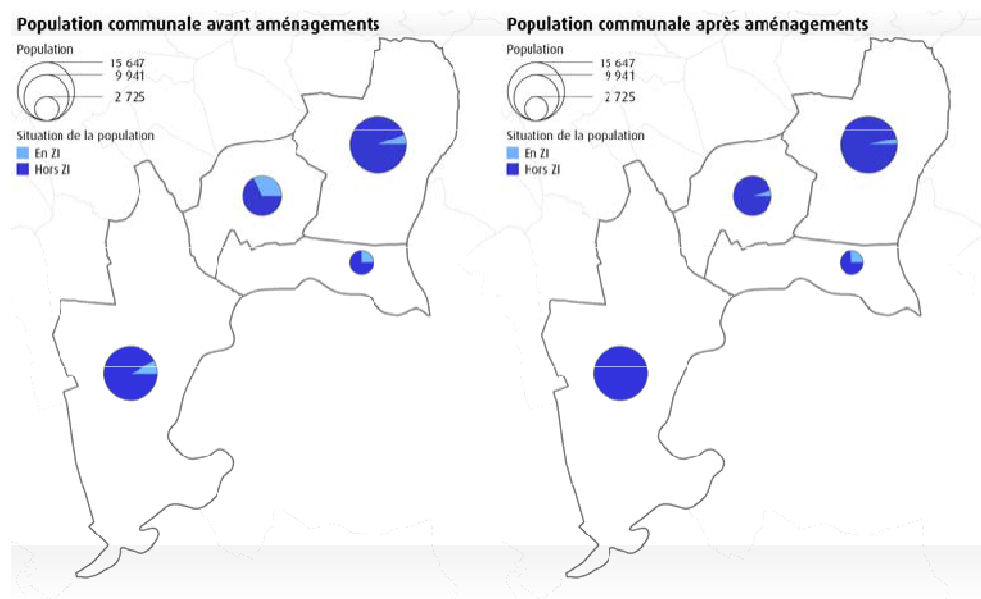 Population communale avant aménagements
Population
15 647
9 941
2 725
Situation de la population
En ZI
Hors ZI
Population communale après aménagements
Population
15 647
9 941
2 725
Situation de la population
En ZI
Hors ZI